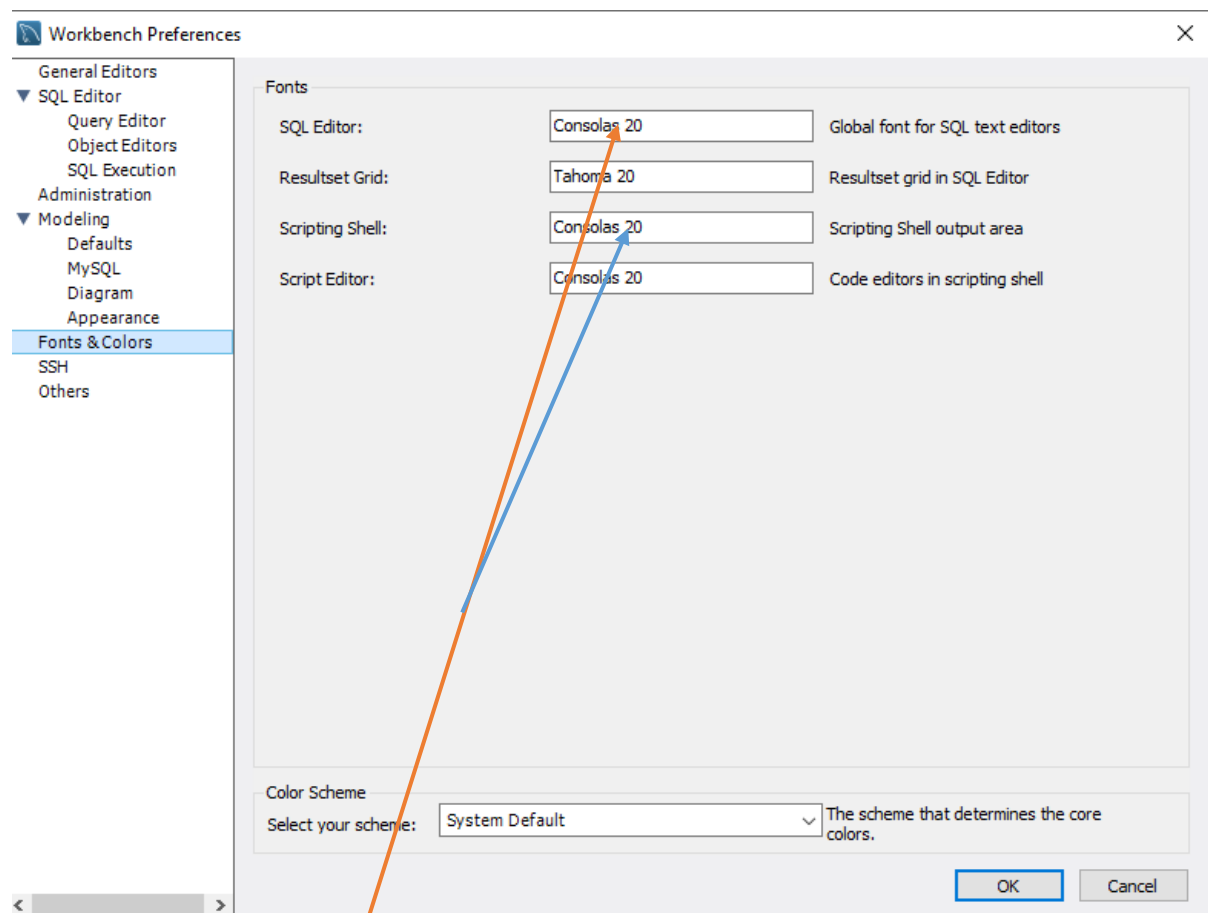 Workbench Preferences
General Editors
SQL Editor
Query Editor
Object Editors
SQL Execution
Administration
Modeling
Defaults
MySQL
Diagram
Appearance
Fonts & Colors
SSH
Others
Fonts
SQL Editor: Consolas 20 Global font for SQL text editors
Resultset Grid: Tahoma 20 Resultset grid in SQL Editor
Scripting Shell: Consolas 20 Scripting Shell output area
Script Editor: Consolas 20 Code editors in scripting shell
Color Scheme
Select your scheme: System Default The scheme that determines the core
colors.
OK Cancel